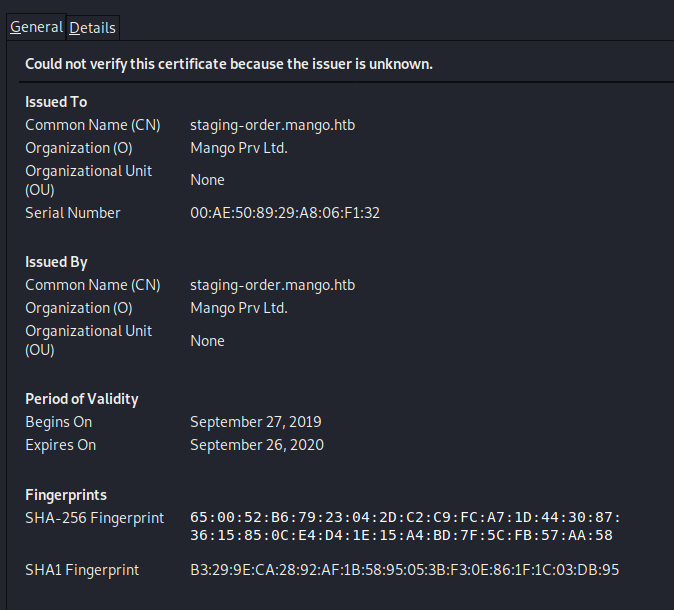 General Details
Could not verify this certificate because the issuer is unknown.
Issued To
Common Name (CN) staging-order.mango.htb
Organization (O) Mango Prv Ltd.
Organizational Unit (OU) None
Serial Number 00:AE:50:89:29:A8:06:F1:32
Issued By
Common Name (CN) staging-order.mango.htb
Organization (O) Mango Prv Ltd.
Organizational Unit (OU) None
Period of Validity
Begins On September 27, 2019
Expires On September 26, 2020
Fingerprints
SHA-256 Fingerprint 65:00:52:B6:79:23:04:2D:C2:C9:FC:A7:1D:44:30:87:
36:15:85:0C:E4:D4:1E:15:A4:BD:7F:5C:FB:57:AA:58
SHA1 Fingerprint B3:29:9E:CA:28:92:AF:1B:58:95:05:3B:F3:0E:86:1F:1C:03:DB:95